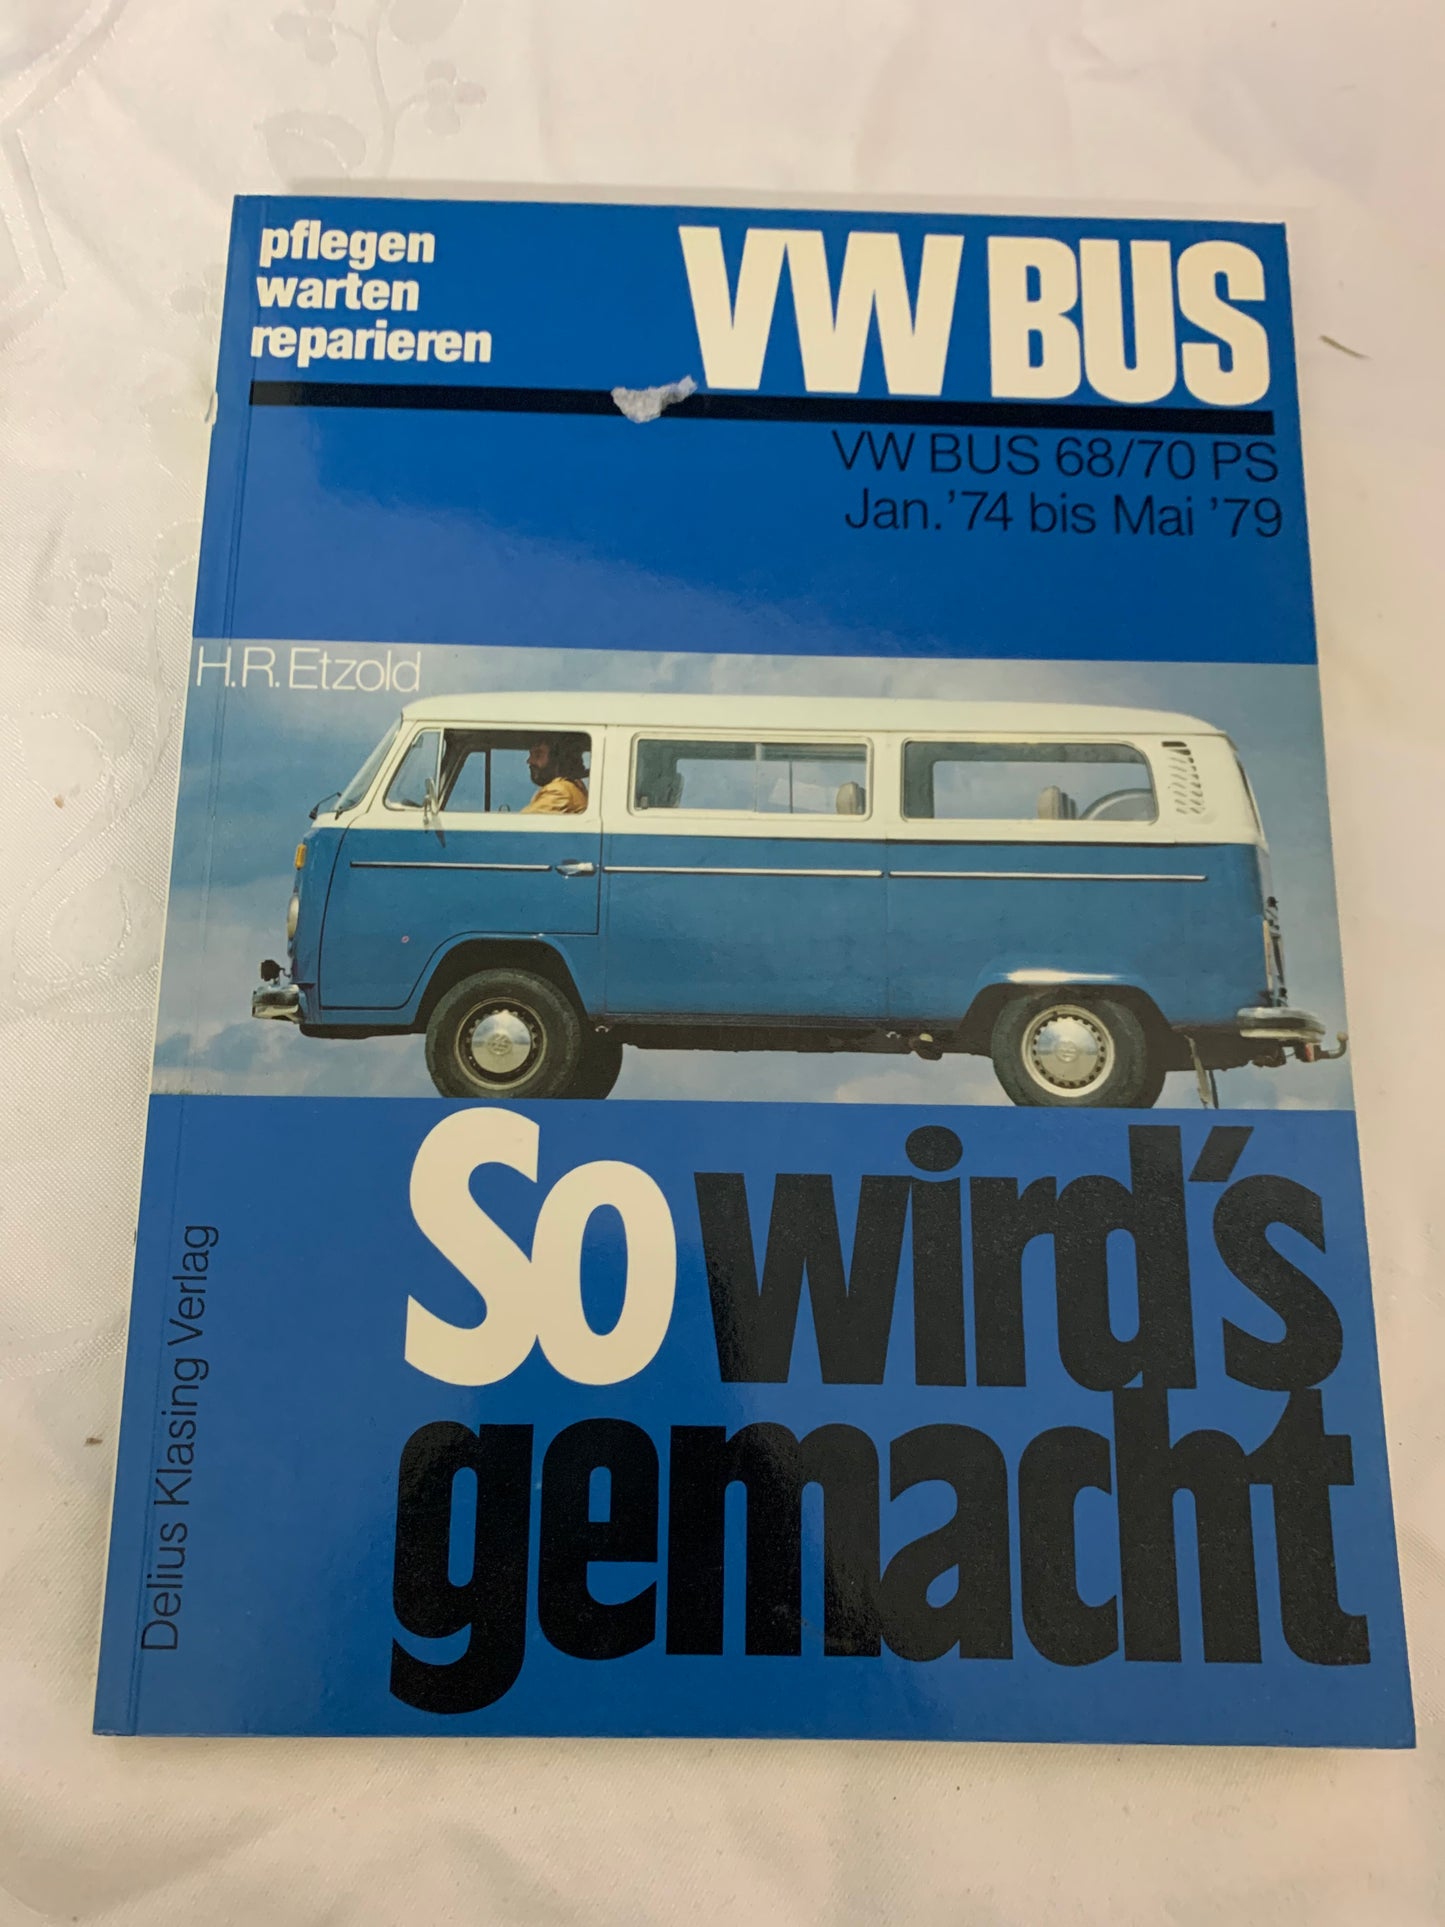 pflegen
warten
reparieren
VW BUS
VW BUS 68/70 PS
Jan. '74 bis Mai '79
H.R. Etzold
So wird's
gemacht
Delius Klasing Verlag